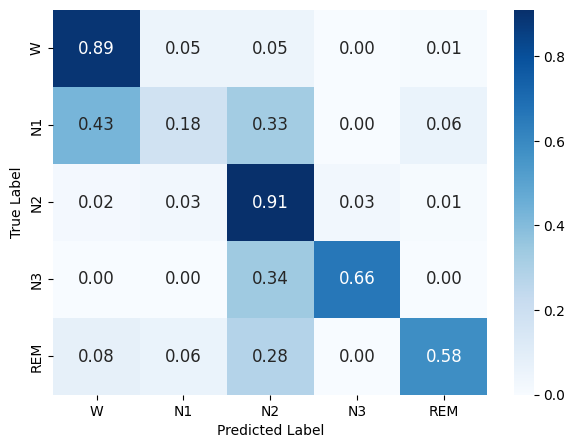 W 0.89 0.05 0.05 0.00 0.01
N1 0.43 0.18 0.33 0.00 0.06
N2 0.02 0.03 0.91 0.03 0.01
N3 0.00 0.00 0.34 0.66 0.00
REM 0.08 0.06 0.28 0.00 0.58
W N1 N2 N3 REM
Predicted Label
True Label
0.8
0.6
0.4
0.2
0.0